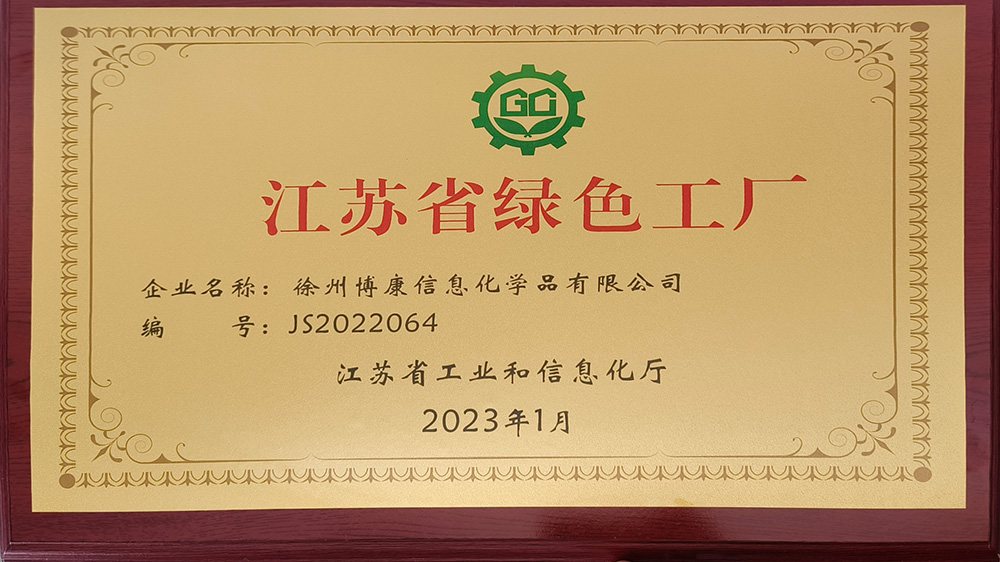 GC
江苏省绿色工厂
企业名称：徐州博康信息化学品有限公司
编 号：JS2022064
江苏省工业和信息化厅
2023年1月